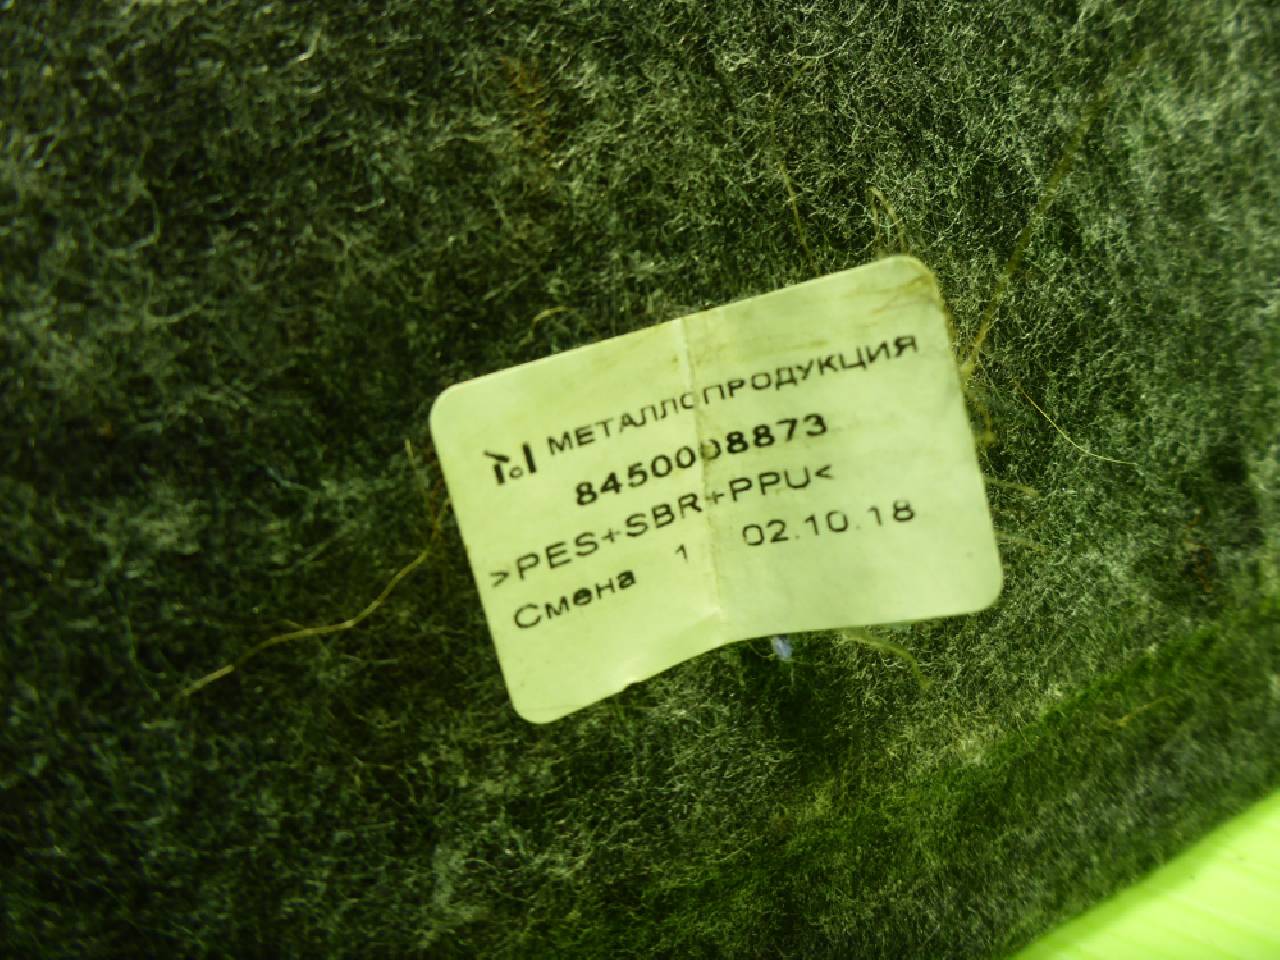 МЕТАЛЛОПРОДУКЦИЯ
8450008873
>PES+SBR+PPU<
Смена 1 02.10.18